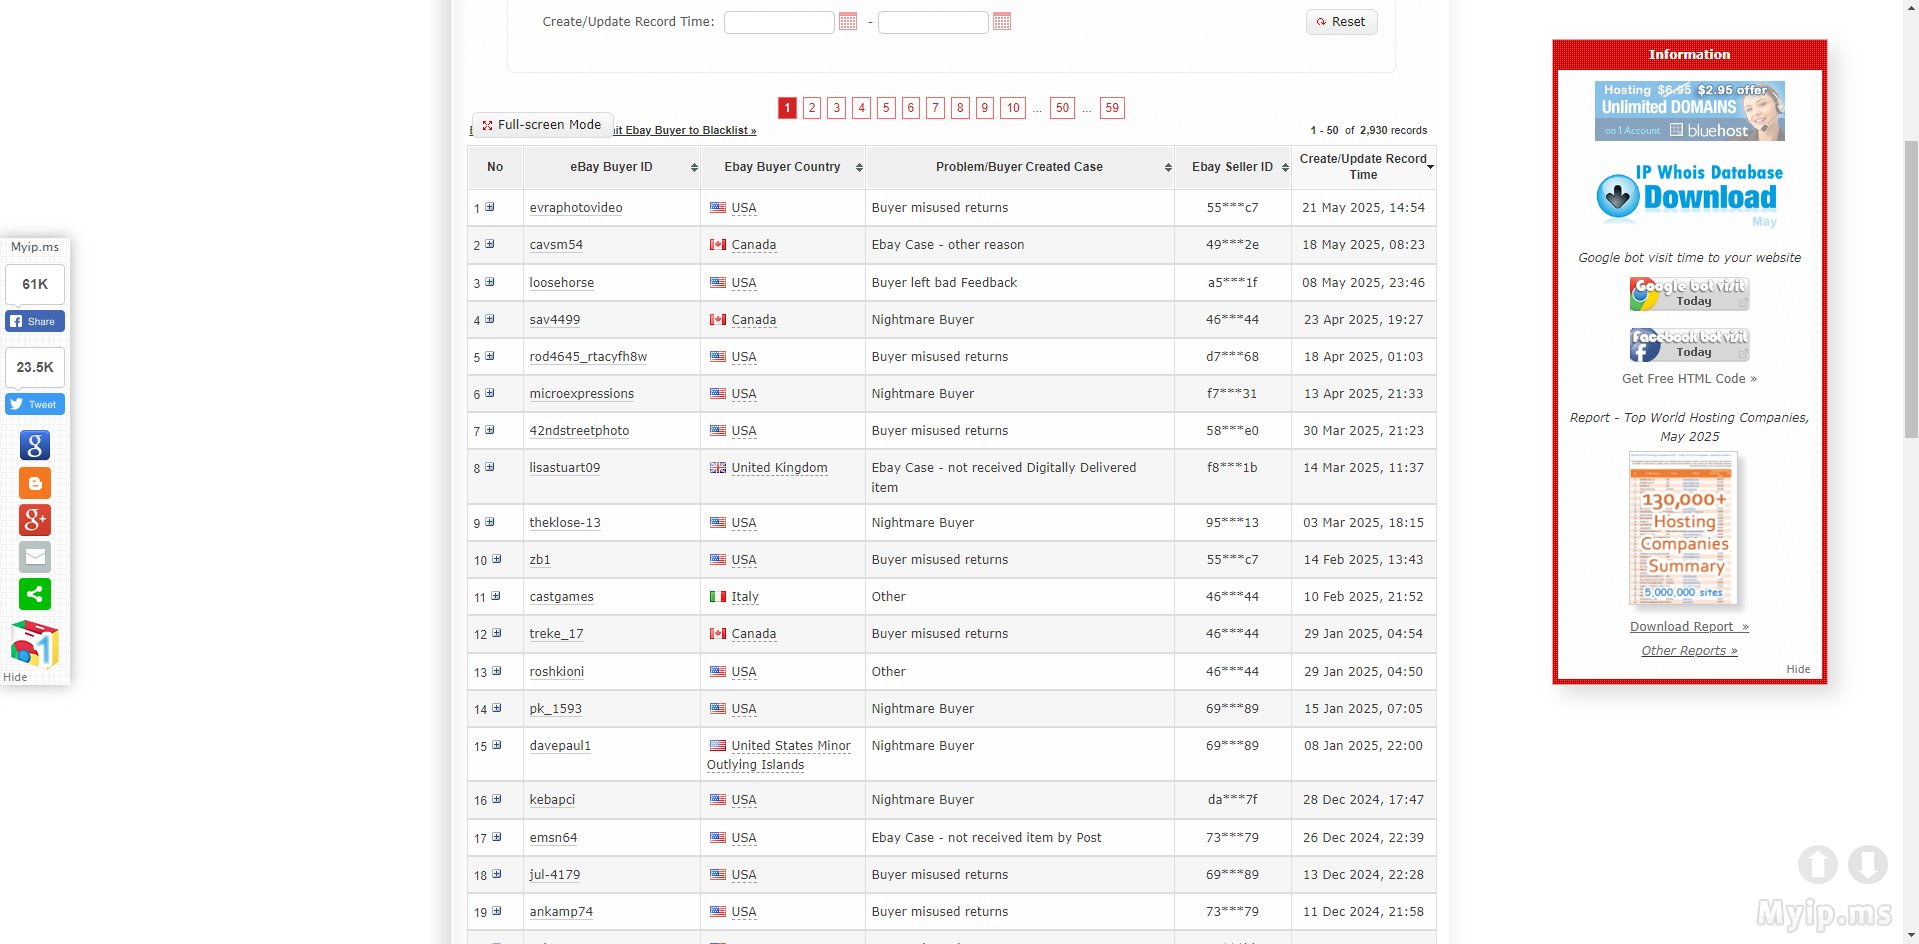 Create/Update Record Time: - Reset
1 2 3 4 5 6 7 8 9 10 ... 50 ... 59
Full-screen Mode
it Ebay Buyer to Blacklist »
1 - 50 of 2,930 records
No eBay Buyer ID Ebay Buyer Country Problem/Buyer Created Case Ebay Seller ID Create/Update Record
Time
1 evraphotovideo USA Buyer misused returns 55***c7 21 May 2025, 14:54
2 cavsm54 Canada Ebay Case - other reason 49***2e 18 May 2025, 08:23
3 loosehorse USA Buyer left bad Feedback a5***1f 08 May 2025, 23:46
4 sav4499 Canada Nightmare Buyer 46***44 23 Apr 2025, 19:27
5 rod4645_rtacyfh8w USA Buyer misused returns d7***68 18 Apr 2025, 01:03
6 microexpressions USA Nightmare Buyer f7***31 13 Apr 2025, 21:33
7 42ndstreetphoto USA Buyer misused returns 58***e0 30 Mar 2025, 21:23
8 lisastuart09 United Kingdom Ebay Case - not received Digitally Delivered f8***1b 14 Mar 2025, 11:37
item
9 theklose-13 USA Nightmare Buyer 95***13 03 Mar 2025, 18:15
10 zb1 USA Buyer misused returns 55***c7 14 Feb 2025, 13:43
11 castgames Italy Other 46***44 10 Feb 2025, 21:52
12 treke_17 Canada Buyer misused returns 46***44 29 Jan 2025, 04:54
13 roshkioni USA Other 46***44 29 Jan 2025, 04:50
14 pk_1593 USA Nightmare Buyer 69***89 15 Jan 2025, 07:05
15 davepaul1 United States Minor Nightmare Buyer 69***89 08 Jan 2025, 22:00
Outlying Islands
16 kebapci USA Nightmare Buyer da***7f 28 Dec 2024, 17:47
17 emsn64 USA Ebay Case - not received item by Post 73***79 26 Dec 2024, 22:39
18 jul-4179 USA Buyer misused returns 69***89 13 Dec 2024, 22:28
19 ankamp74 USA Buyer misused returns 73***79 11 Dec 2024, 21:58
Myip.ms
61K
Share
23.5K
Tweet
Hide
Information
Hosting $6.95 $2.95 offer
Unlimited DOMAINS
on 1 Account bluehost
IP Whois Database
Download
May
Google bot visit time to your website
Google bot visit
Today
Facebook bot visit
Today
Get Free HTML Code »
Report - Top World Hosting Companies,
May 2025
130,000+
Hosting
Companies
Summary
5,000,000 sites
Download Report »
Other Reports »
Hide
Myip.ms